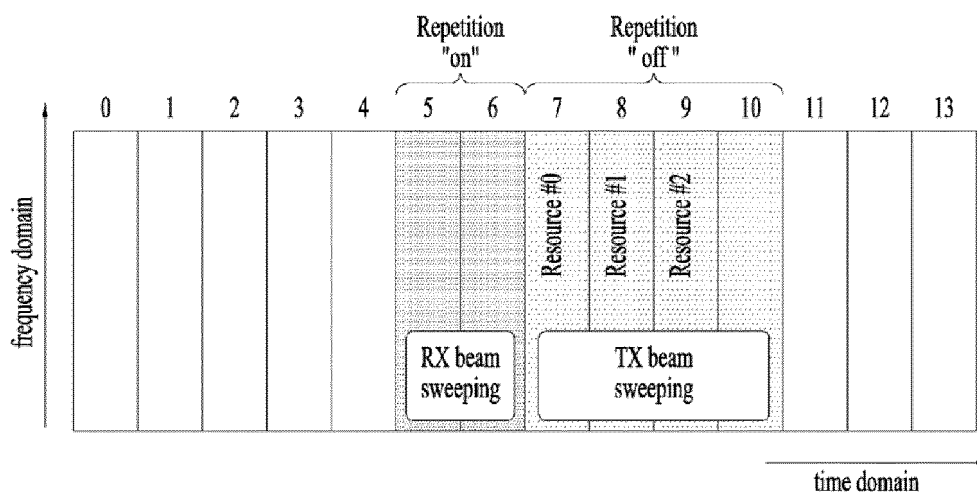 Repetition
"on"
Repetition
" off "
0 1 2 3 4 5 6 7 8 9 10 11 12 13
Resource #0
Resource #1
Resource #2
frequency domain
RX beam
sweeping
TX beam
sweeping
time domain